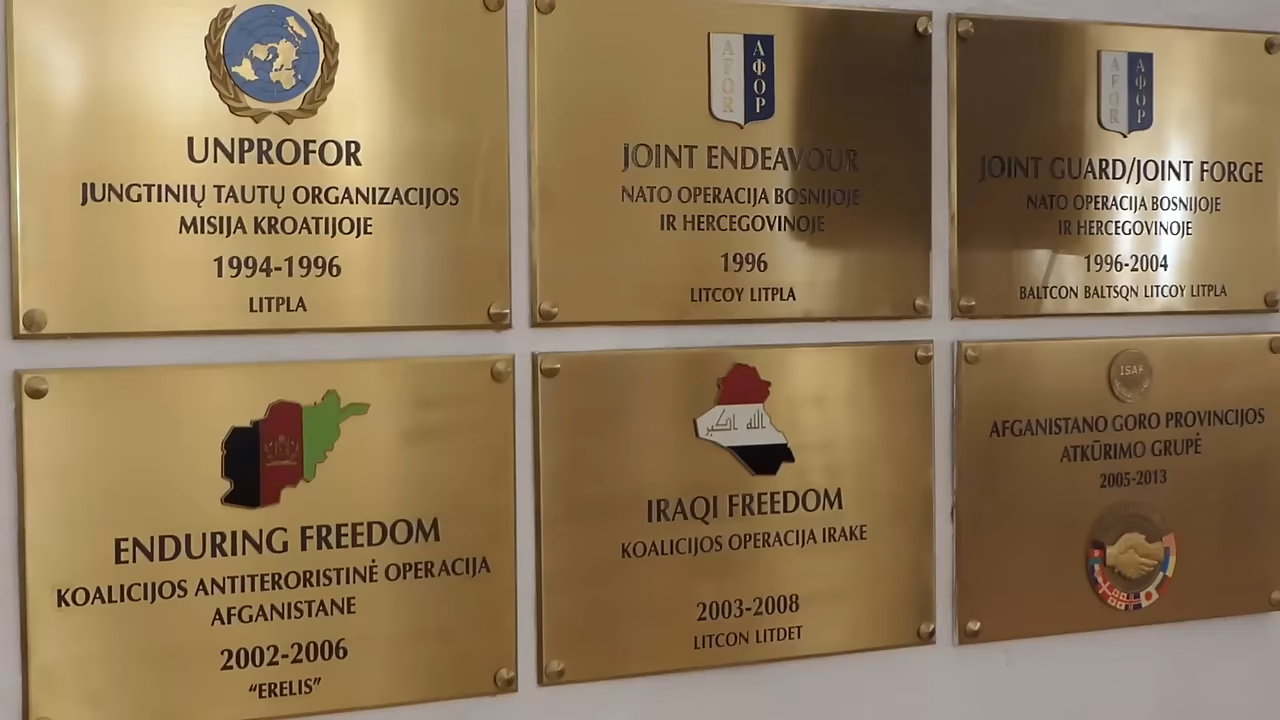 UNPROFOR
JUNGTINIŲ TAUTŲ ORGANIZACIJOS
MISIJA KROATIJOJE
1994-1996
LITPLA
AFOR
АФОР
JOINT ENDEAVOUR
NATO OPERACIJA BOSNIJOJE
IR HERCEGOVINOJE
1996
LITCOY LITPLA
AFOR
АФОР
JOINT GUARD/JOINT FORGE
NATO OPERACIJA BOSNIJOJE
IR HERCEGOVINOJE
1996-2004
BALTCON BALTSQN LITCOY LITPLA
ENDURING FREEDOM
KOALICIJOS ANTITERORISTINĖ OPERACIJA
AFGANISTANE
2002-2006
“ERELIS”
الله اكبر
IRAQI FREEDOM
KOALICIJOS OPERACIJA IRAKE
2003-2008
LITCON LITDET
ISAF
AFGANISTANO GORO PROVINCIJOS
ATKŪRIMO GRUPĖ
2005-2013